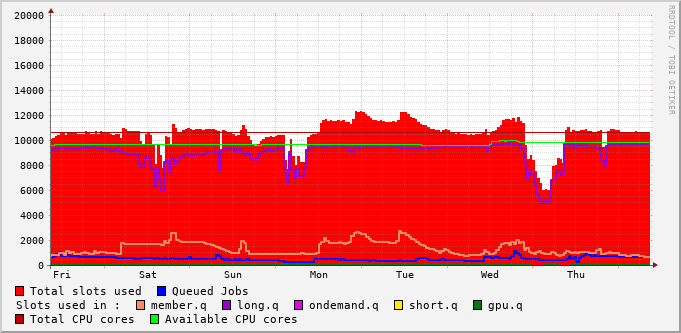 20000
18000
16000
14000
12000
10000
8000
6000
4000
2000
0
Fri Sat Sun Mon Tue Wed Thu
Total slots used Queued Jobs
Slots used in : member.q long.q ondemand.q short.q gpu.q
Total CPU cores Available CPU cores
RRDTOOL / TOBI OETIKER